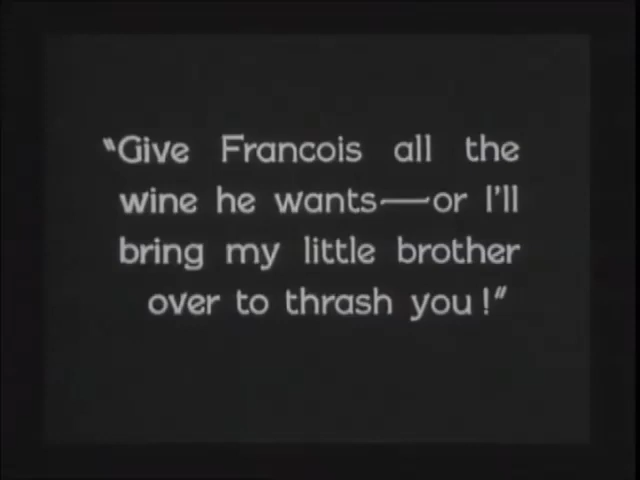 "Give Francois all the
wine he wants—or I'll
bring my little brother
over to thrash you!"